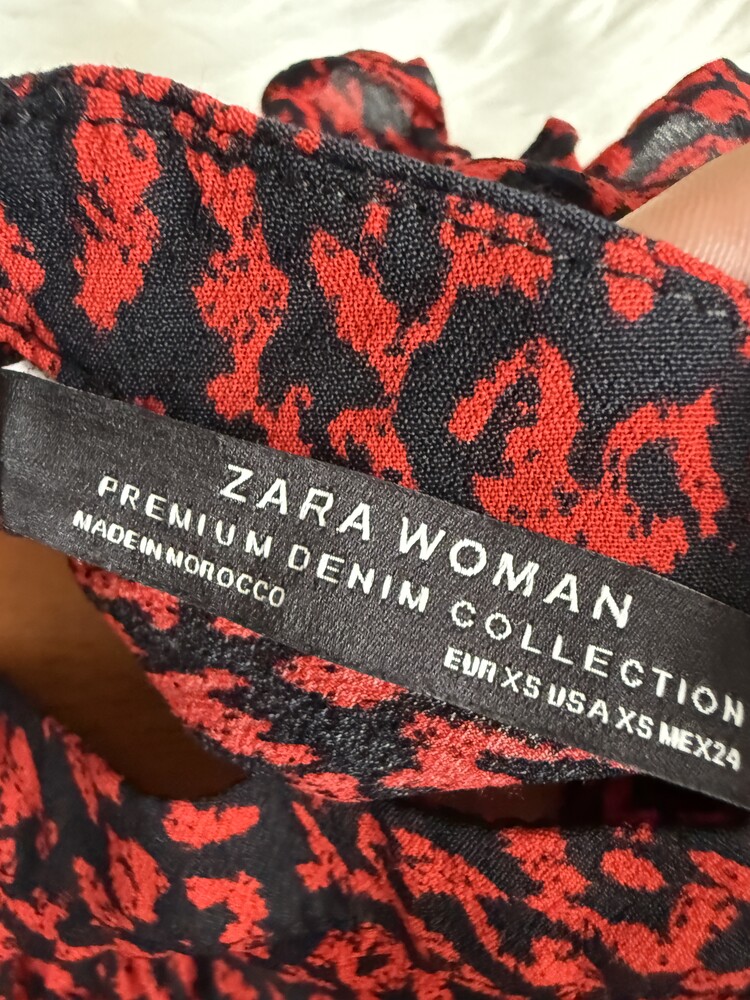 ZARA WOMAN
PREMIUM DENIM COLLECTION
MADE IN MOROCCO
EUR XS USA XS MEX 24